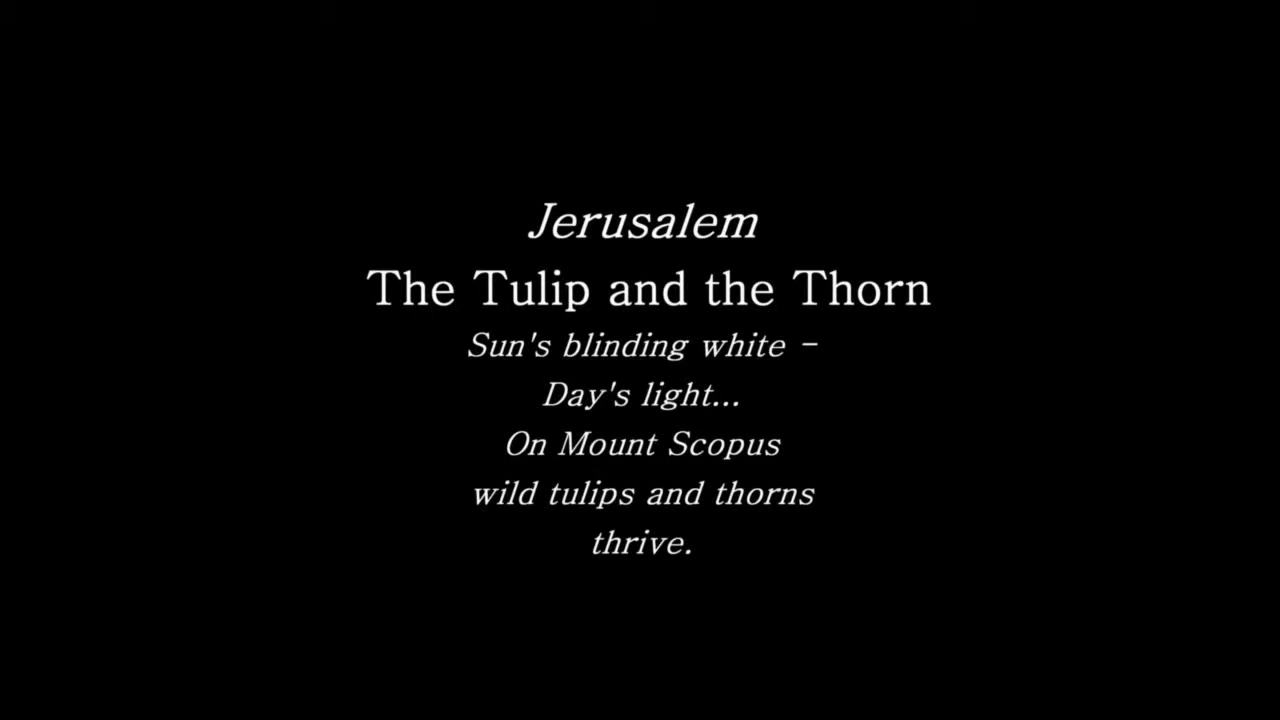 Jerusalem
The Tulip and the Thorn
Sun's blinding white -
Day's light...
On Mount Scopus
wild tulips and thorns
thrive.